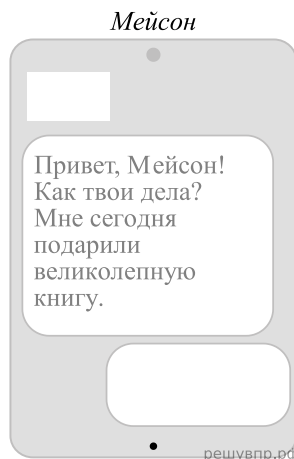 Мейсон
Привет, Мейсон!
Как твои дела?
Мне сегодня
подарили
великолепную
книгу.
решувпр.рф